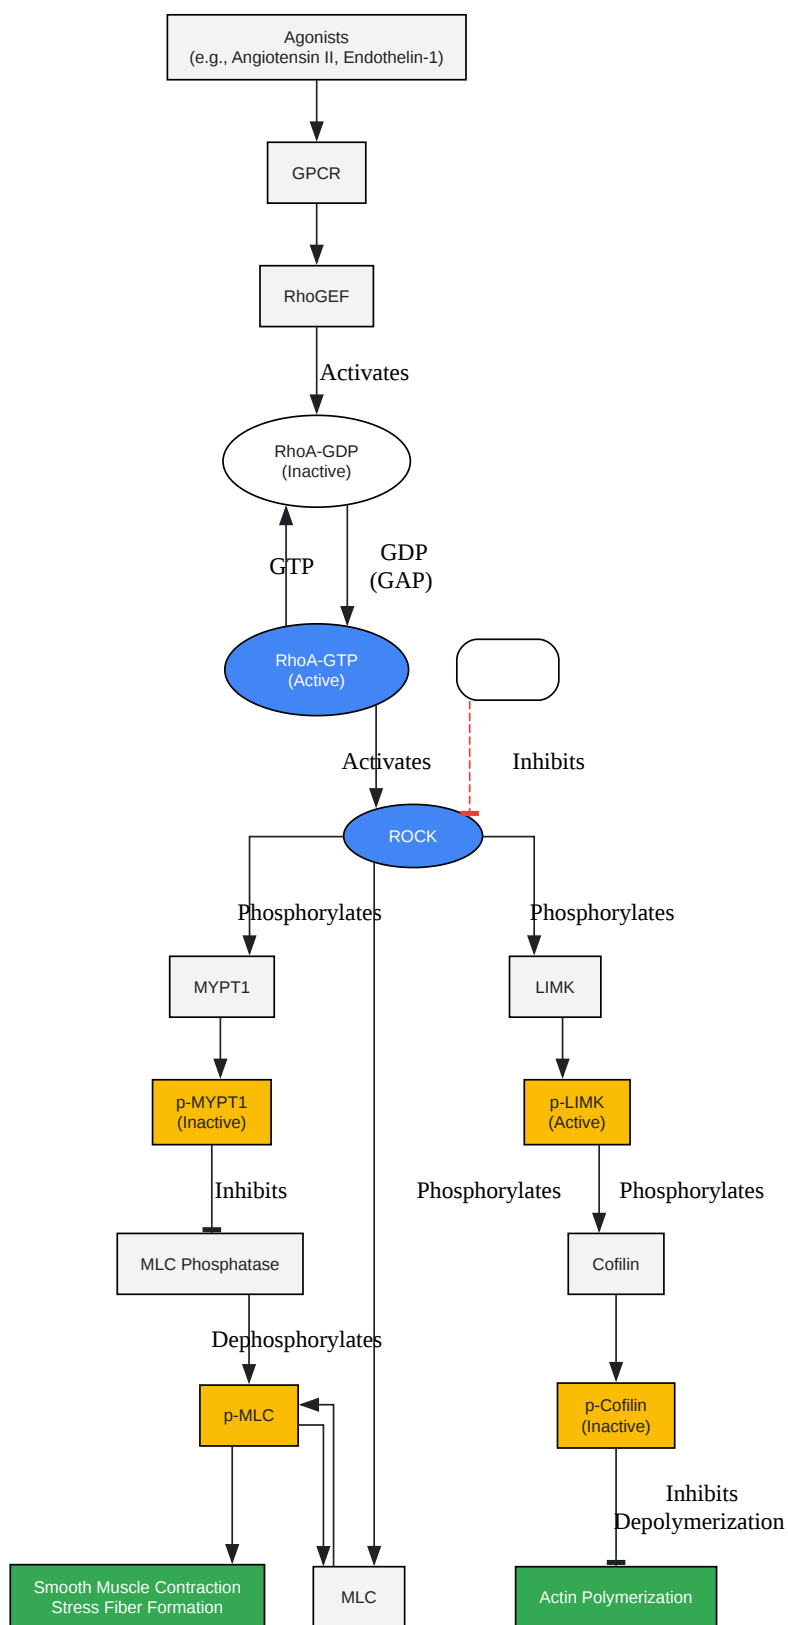 Agonists
(e.g., Angiotensin II, Endothelin-1)
GPCR
RhoGEF
Activates
RhoA-GDP
(Inactive)
GTP
GDP
(GAP)
RhoA-GTP
(Active)
Activates
Inhibits
ROCK
Phosphorylates
Phosphorylates
MYPT1
LIMK
p-MYPT1
(Inactive)
p-LIMK
(Active)
Inhibits
Phosphorylates
Phosphorylates
MLC Phosphatase
Cofilin
Dephosphorylates
p-MLC
p-Cofilin
(Inactive)
Inhibits
Depolymerization
Smooth Muscle Contraction
Stress Fiber Formation
MLC
Actin Polymerization